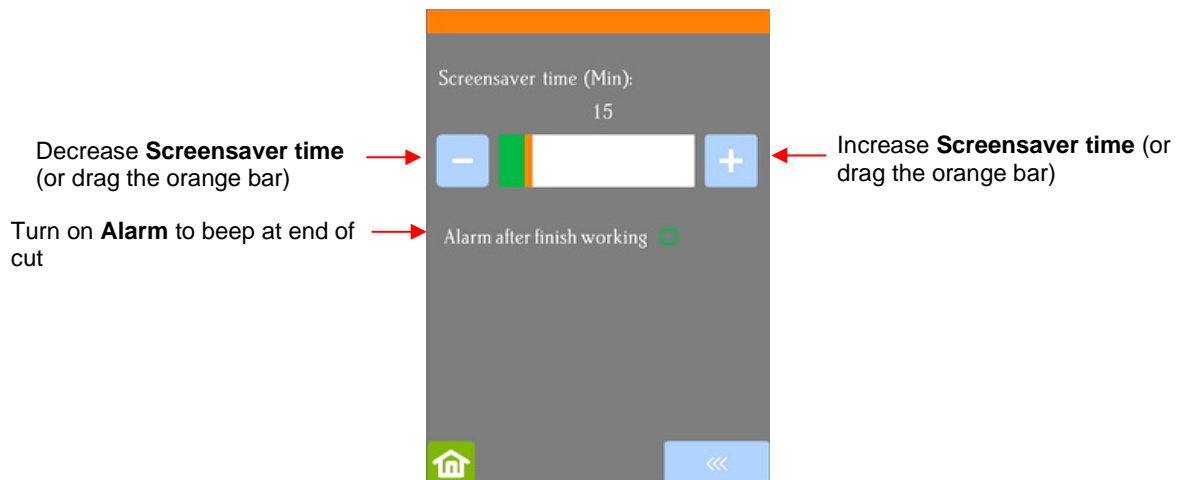 Screensaver time (Min):
15
Decrease Screensaver time
(or drag the orange bar)
Increase Screensaver time (or
drag the orange bar)
Turn on Alarm to beep at end of
cut
Alarm after finish working